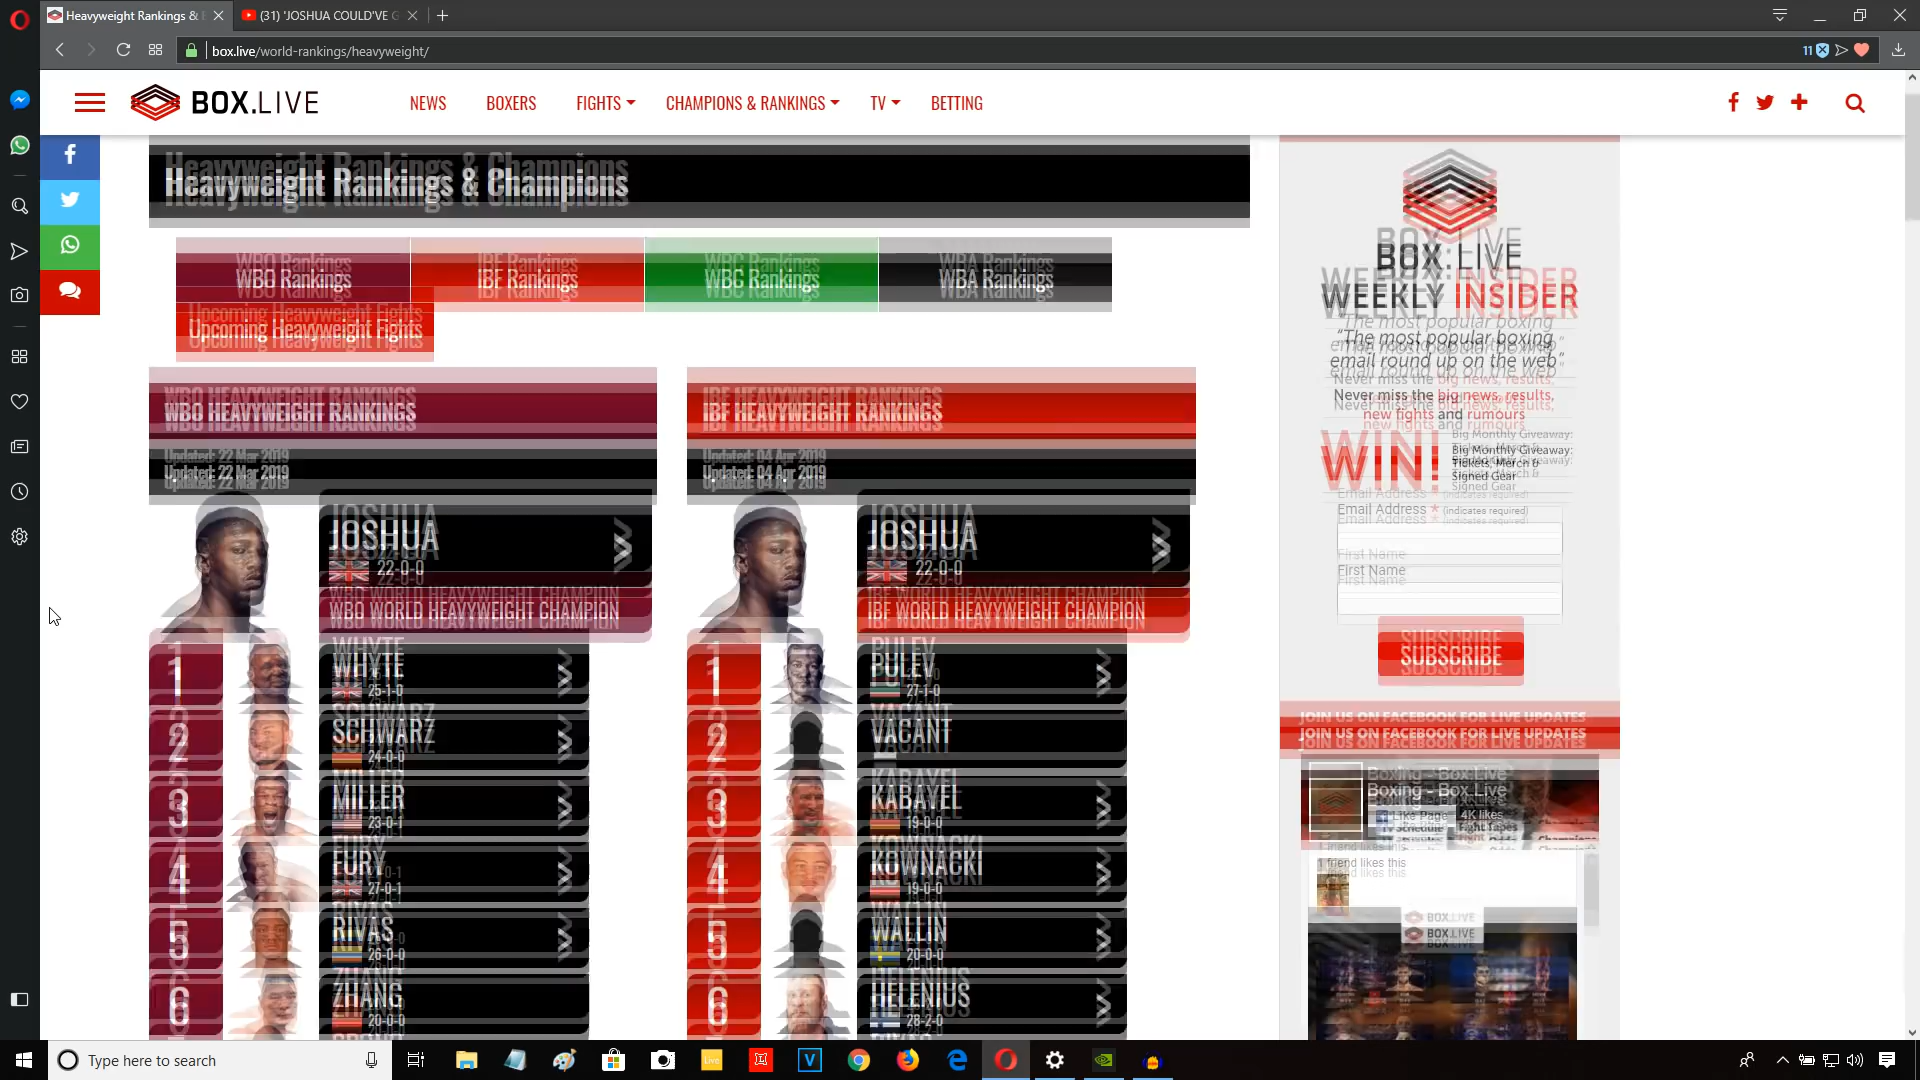 Heavyweight Rankings &
(31) 'JOSHUA COULD'VE G
box.live/world-rankings/heavyweight/
11
BOX.LIVE
NEWS
BOXERS
FIGHTS
CHAMPIONS & RANKINGS
TV
BETTING
Heavyweight Rankings & Champions
WBO Rankings
IBF Rankings
WBC Rankings
WBA Rankings
Upcoming Heavyweight Fights
WBO HEAVYWEIGHT RANKINGS
Updated: 22 Mar 2019
JOSHUA
22-0-0
WBO WORLD HEAVYWEIGHT CHAMPION
1
WHYTE
25-1-0
2
SCHWARZ
24-0-0
3
MILLER
23-0-1
4
FURY
27-0-1
5
RIVAS
26-0-0
6
ZHANG
20-0-0
IBF HEAVYWEIGHT RANKINGS
Updated: 04 Apr 2019
JOSHUA
22-0-0
IBF WORLD HEAVYWEIGHT CHAMPION
1
PULEV
27-1-0
2
VACANT
3
KABAYEL
19-0-0
4
KOWNACKI
19-0-0
5
WALLIN
20-0-0
6
HELENIUS
28-2-0
BOX.LIVE
WEEKLY INSIDER
"The most popular boxing
email round up on the web"
Never miss the big news, results,
new fights and rumours
WIN!
Big Monthly Giveaway:
Tickets, Merch &
Signed Gear
Email Address * (indicates required)
First Name
SUBSCRIBE
JOIN US ON FACEBOOK FOR LIVE UPDATES
Boxing - Box.Live
Like Page
4K likes
1 friend likes this
BOX.LIVE
Type here to search